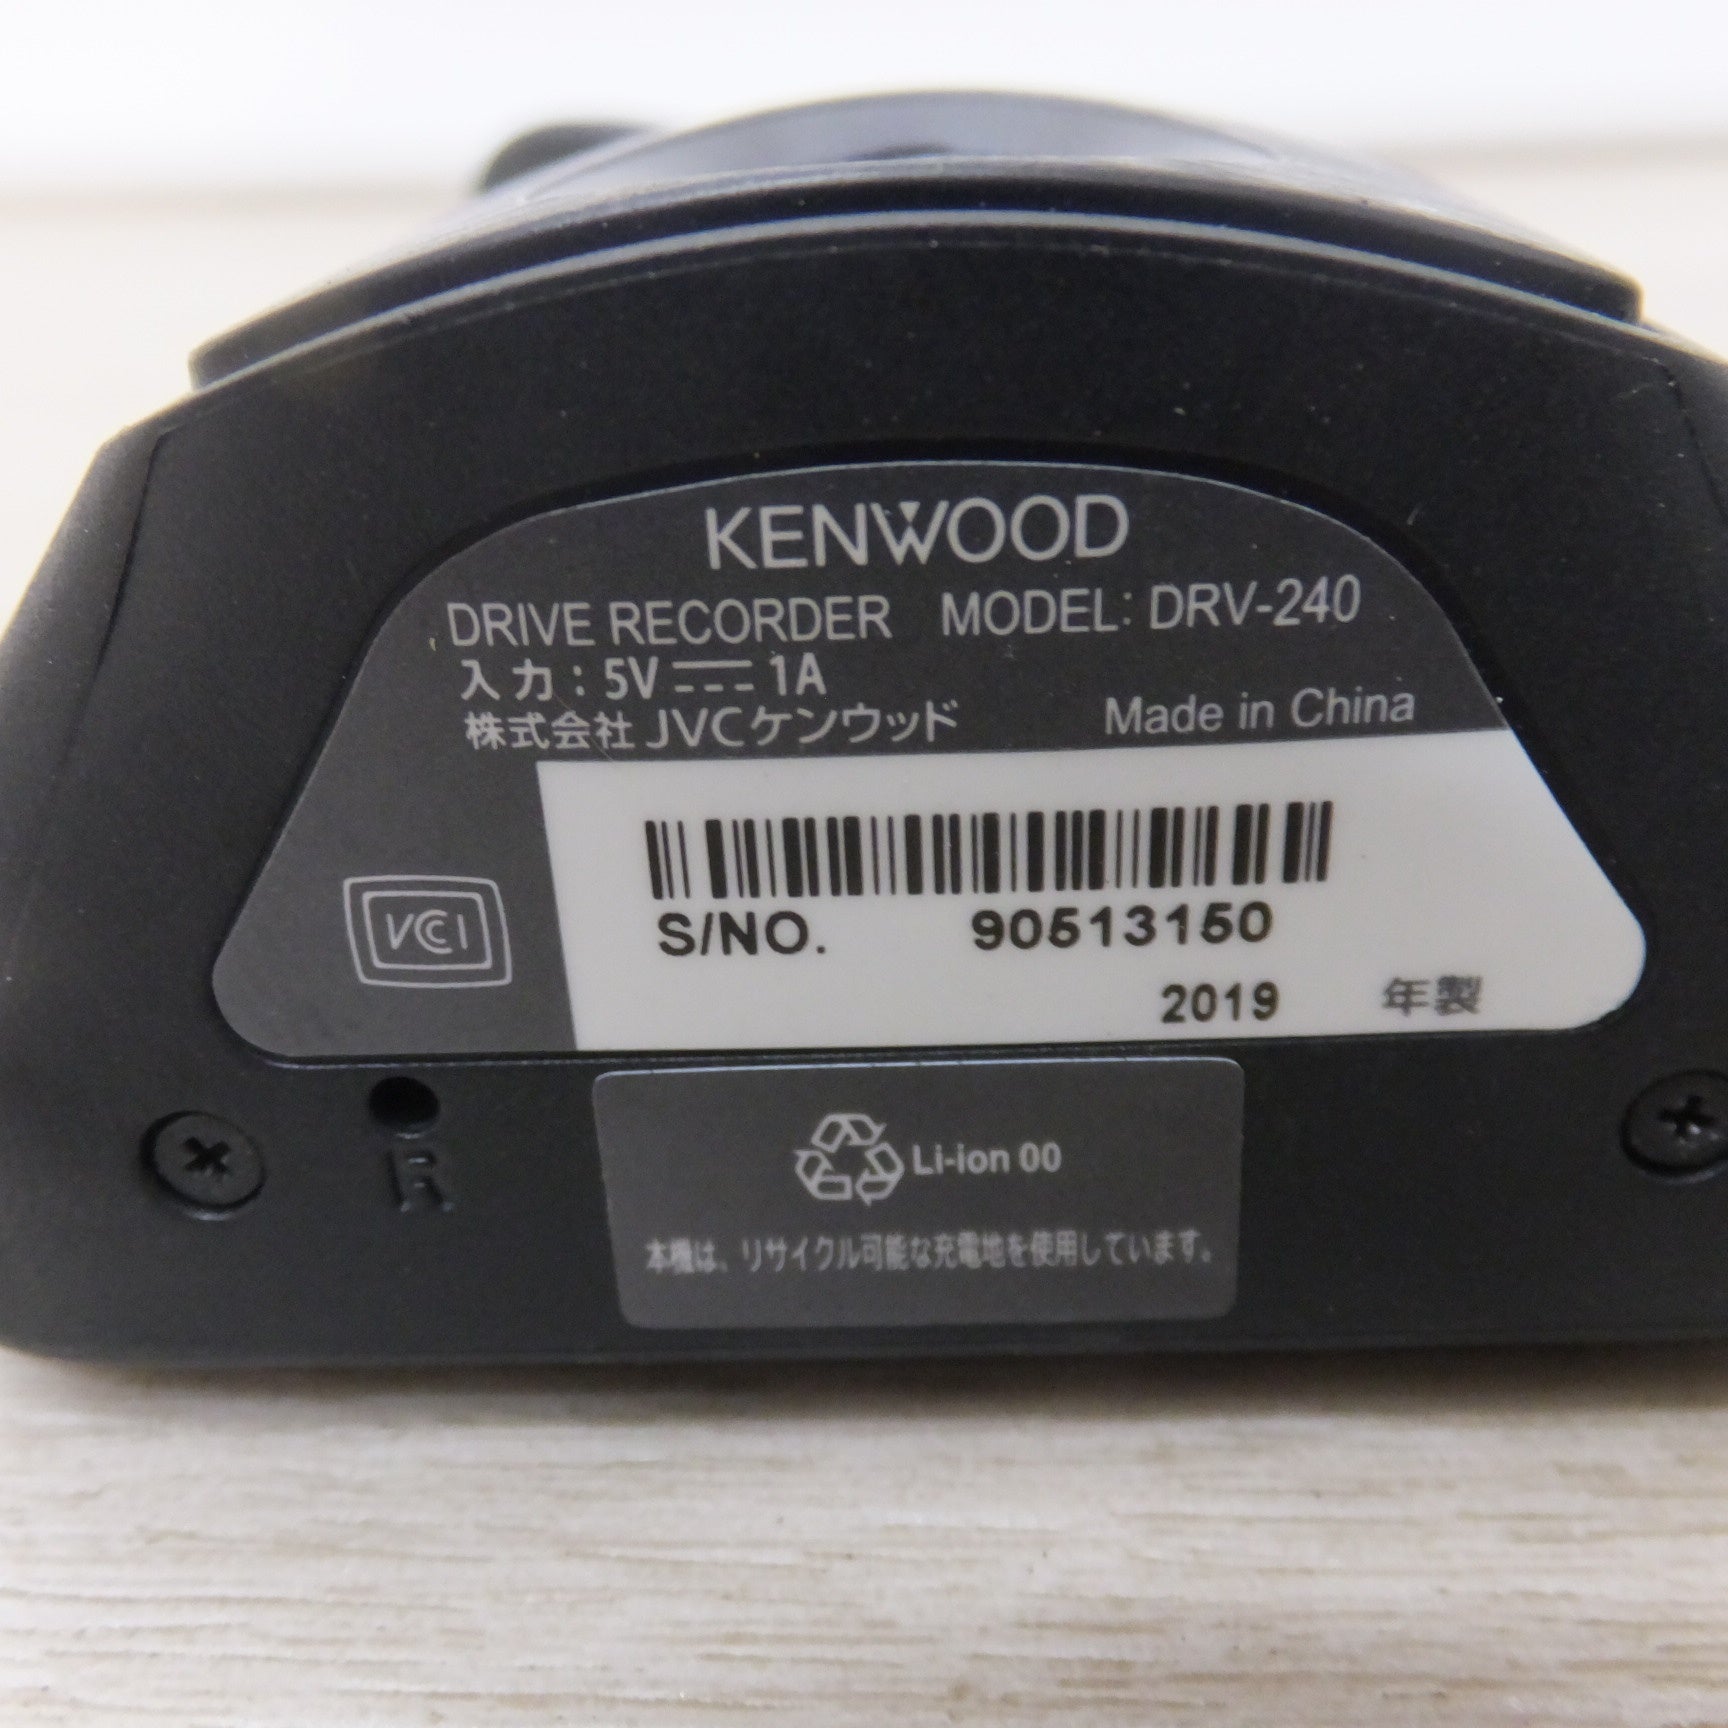 KENWOOD
DRIVE RECORDER MODEL: DRV-240
入力：5V 1A
株式会社 JVCケンウッド Made in China
VCCI
S/NO. 90513150
2019 年製
R
Li-ion 00
本機は、リサイクル可能な充電地を使用しています。